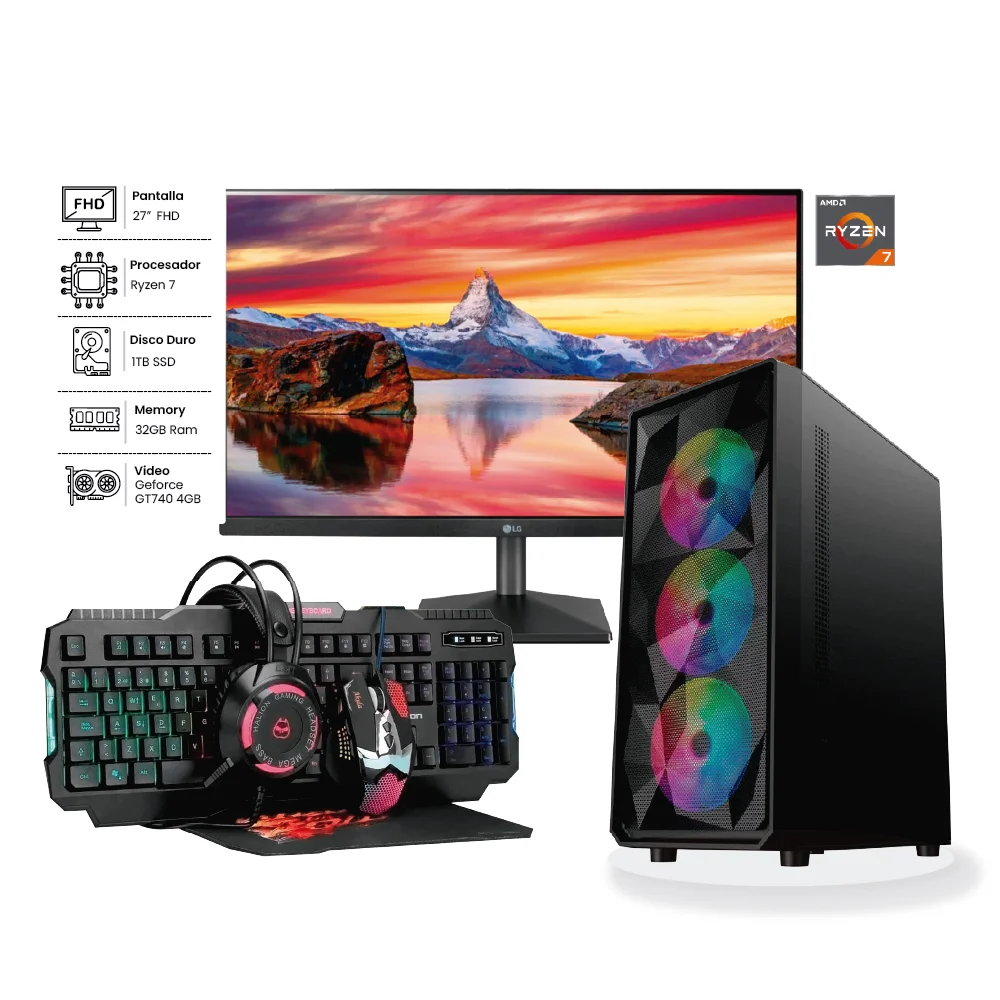 FHD
Pantalla
27” FHD
Procesador
Ryzen 7
Disco Duro
1TB SSD
Memory
32GB Ram
Video
Geforce
GT740 4GB
AMD
RYZEN
7
LG
HALION GAMING HEADSET MEGA BASS